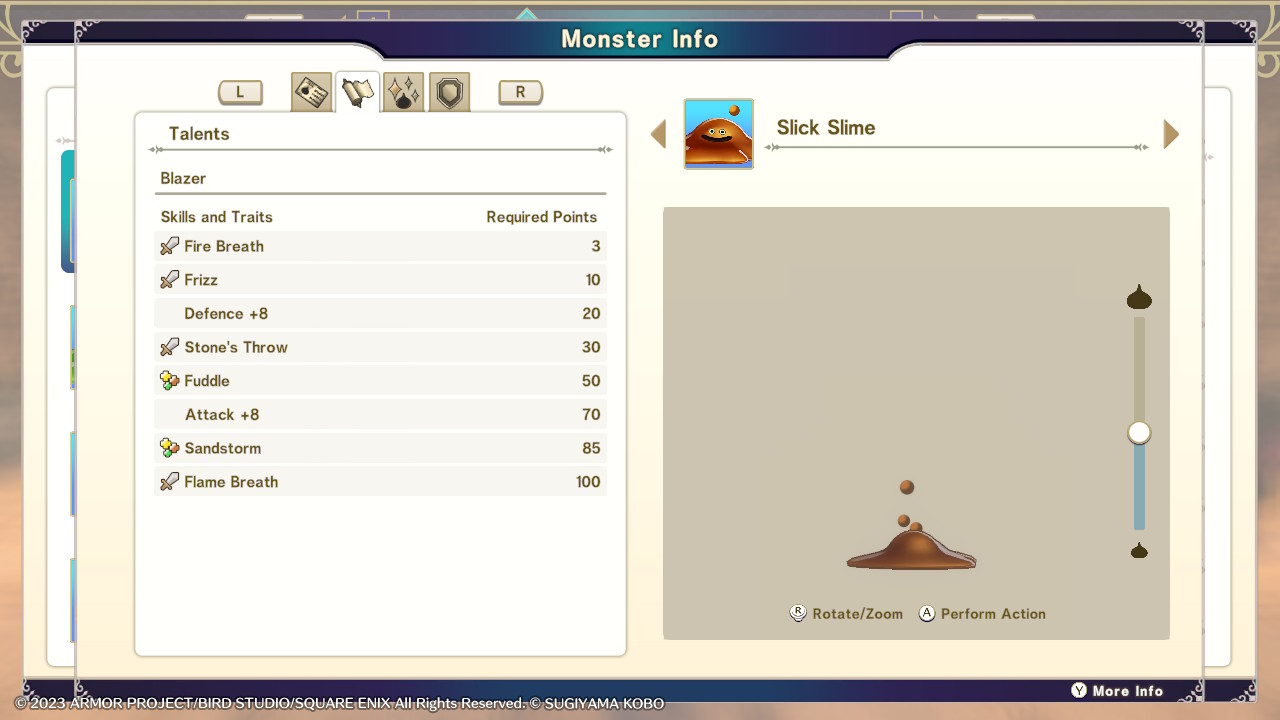 Monster Info
L
R
Talents
Blazer
Skills and Traits Required Points
Fire Breath 3
Frizz 10
Defence +8 20
Stone's Throw 30
Fuddle 50
Attack +8 70
Sandstorm 85
Flame Breath 100
Slick Slime
R Rotate/Zoom A Perform Action
Y More Info
© 2023 ARMOR PROJECT/BIRD STUDIO/SQUARE ENIX All Rights Reserved. © SUGIYAMA KOBO